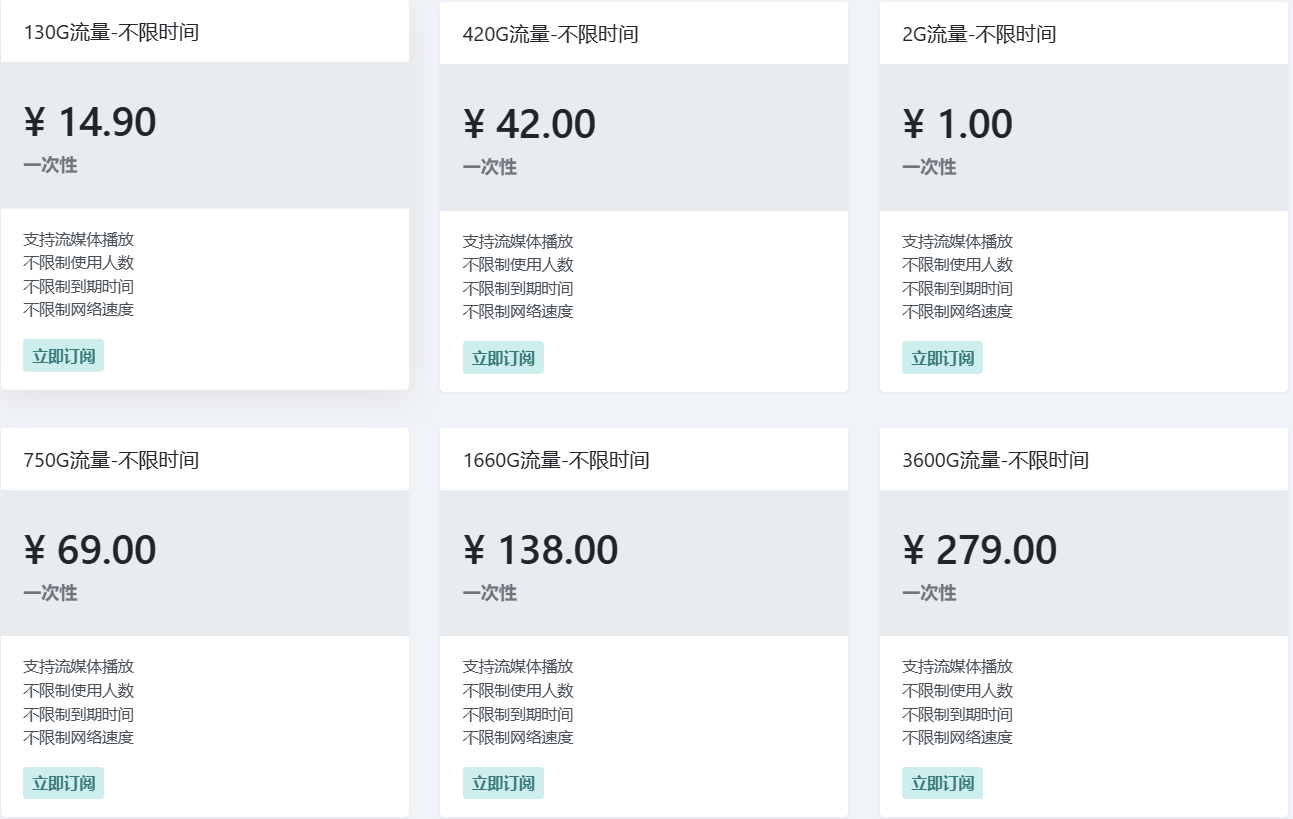 130G流量-不限时间
¥ 14.90
一次性
支持流媒体播放
不限制使用人数
不限制到期时间
不限制网络速度
立即订阅
420G流量-不限时间
¥ 42.00
一次性
支持流媒体播放
不限制使用人数
不限制到期时间
不限制网络速度
立即订阅
2G流量-不限时间
¥ 1.00
一次性
支持流媒体播放
不限制使用人数
不限制到期时间
不限制网络速度
立即订阅
750G流量-不限时间
¥ 69.00
一次性
支持流媒体播放
不限制使用人数
不限制到期时间
不限制网络速度
立即订阅
1660G流量-不限时间
¥ 138.00
一次性
支持流媒体播放
不限制使用人数
不限制到期时间
不限制网络速度
立即订阅
3600G流量-不限时间
¥ 279.00
一次性
支持流媒体播放
不限制使用人数
不限制到期时间
不限制网络速度
立即订阅